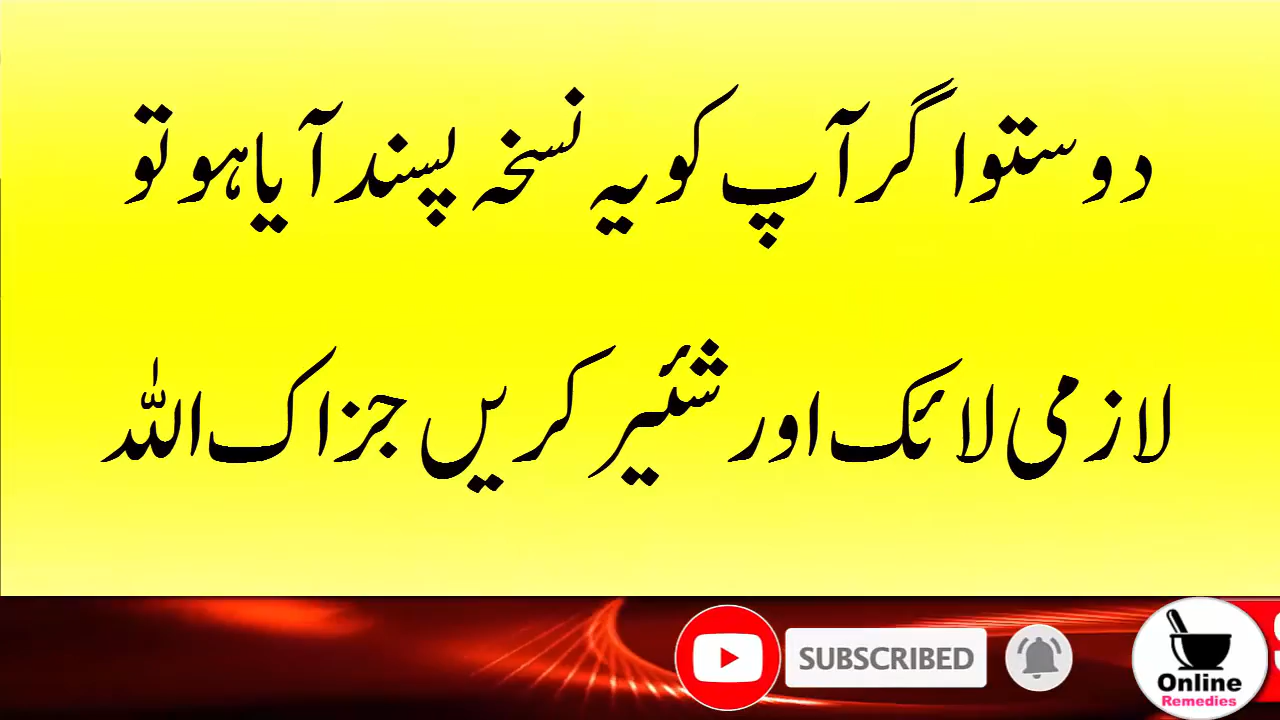 دوستو اگر آپ کو یہ نسخہ پسند آیا ہو تو
لازمی لائک اور شئیر کریں جزاک اللہ
SUBSCRIBED
Online
Remedies